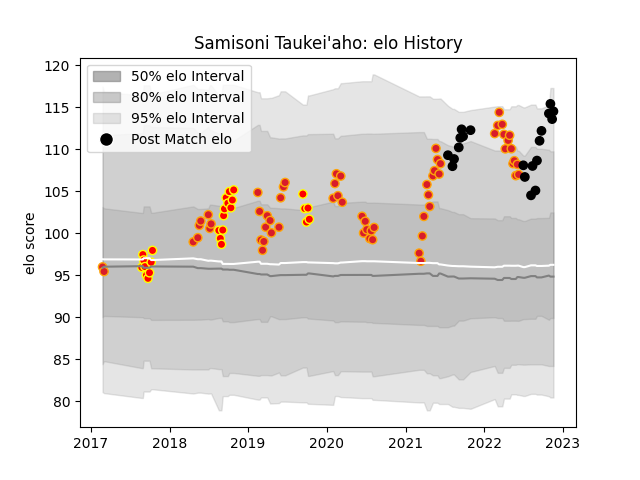 Samisoni Taukei'aho: elo History
50% elo Interval
80% elo Interval
95% elo Interval
Post Match elo
elo score
120
115
110
105
100
95
90
85
80
2017 2018 2019 2020 2021 2022 2023